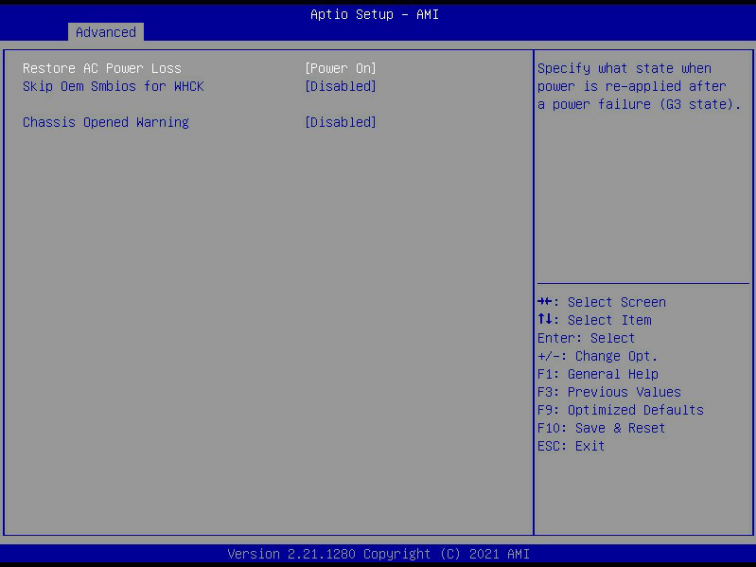 Aptio Setup – AMI
Advanced
Restore AC Power Loss [Power On]
Skip Oem Smbios for WHCK [Disabled]
Chassis Opened Warning [Disabled]
Specify what state when
power is re-applied after
a power failure (G3 state).
→←: Select Screen
↑↓: Select Item
Enter: Select
+/-: Change Opt.
F1: General Help
F3: Previous Values
F9: Optimized Defaults
F10: Save & Reset
ESC: Exit
Version 2.21.1280 Copyright (C) 2021 AMI